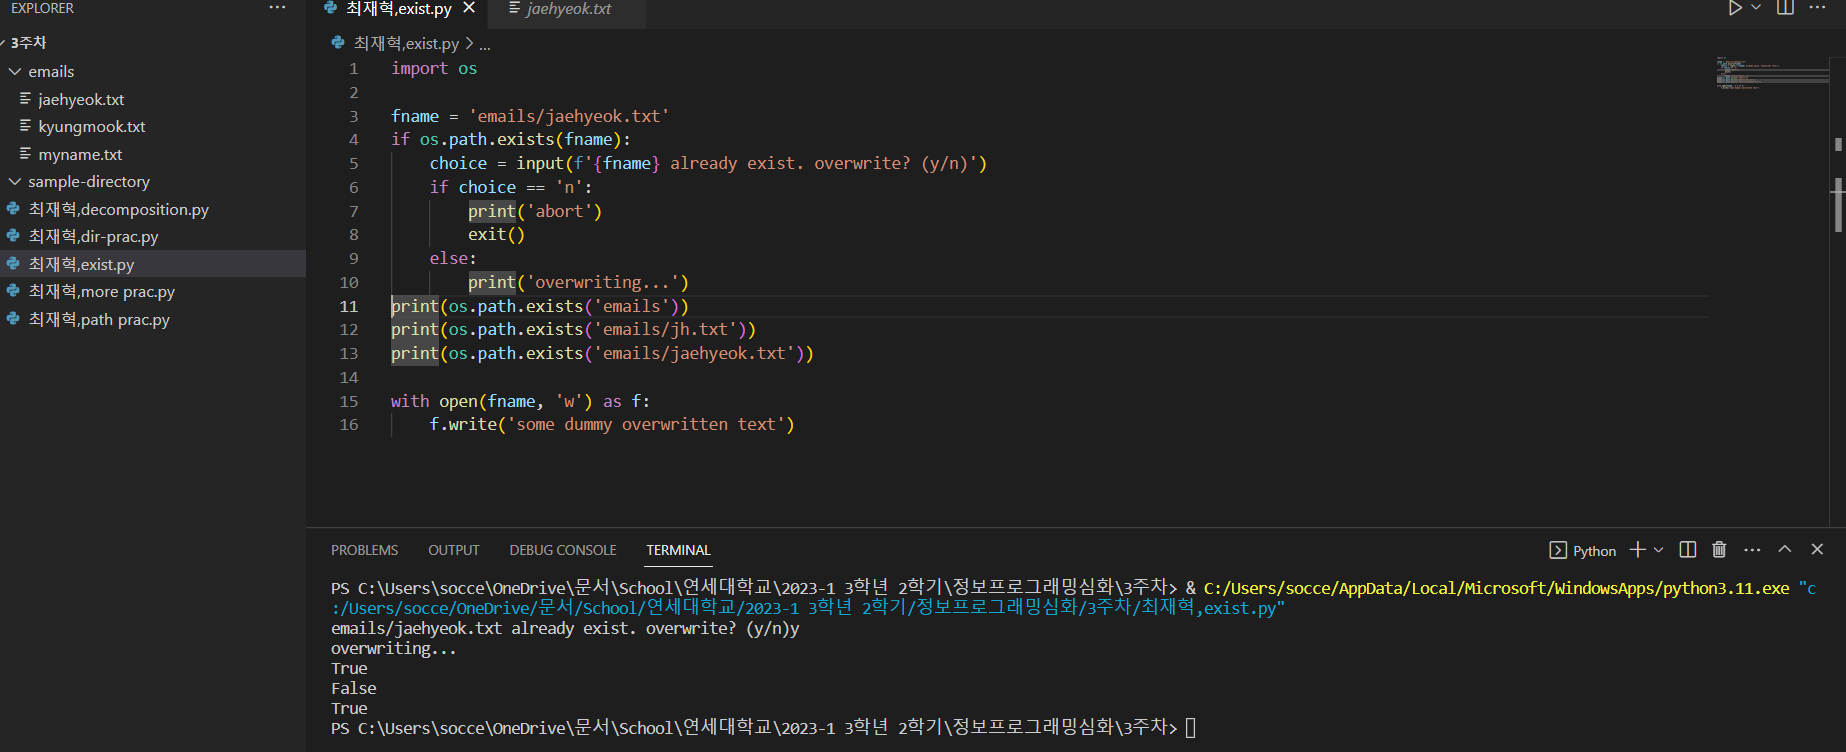 EXPLORER
···
3주차
emails
jaehyeok.txt
kyungmook.txt
myname.txt
sample-directory
최재혁,decomposition.py
최재혁,dir-prac.py
최재혁,exist.py
최재혁,more prac.py
최재혁,path prac.py
최재혁,exist.py
jaehyeok.txt
···
최재혁,exist.py > ...
1 import os
2
3 fname = 'emails/jaehyeok.txt'
4 if os.path.exists(fname):
5     choice = input(f'{fname} already exist. overwrite? (y/n)')
6     if choice == 'n':
7         print('abort')
8         exit()
9     else:
10         print('overwriting...')
11 print(os.path.exists('emails'))
12 print(os.path.exists('emails/jh.txt'))
13 print(os.path.exists('emails/jaehyeok.txt'))
14
15 with open(fname, 'w') as f:
16     f.write('some dummy overwritten text')
PROBLEMS OUTPUT DEBUG CONSOLE TERMINAL
Python
···
PS C:\Users\socce\OneDrive\문서\School\연세대학교\2023-1 3학년 2학기\정보프로그래밍심화\3주차> & C:/Users/socce/AppData/Local/Microsoft/WindowsApps/python3.11.exe "c
:/Users/socce/OneDrive/문서/School/연세대학교/2023-1 3학년 2학기/정보프로그래밍심화/3주차/최재혁,exist.py"
emails/jaehyeok.txt already exist. overwrite? (y/n)y
overwriting...
True
False
True
PS C:\Users\socce\OneDrive\문서\School\연세대학교\2023-1 3학년 2학기\정보프로그래밍심화\3주차>